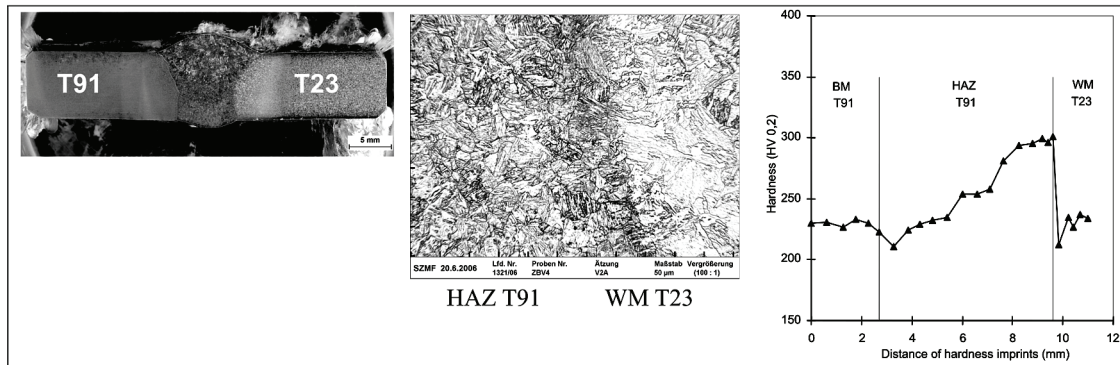 T91
T23
5 mm
SZMF 20.6.2006
Lfd. Nr.
1321/06
Proben Nr.
ZBV4
Ätzung
V2A
Maßstab
50 µm
Vergrößerung
(100 : 1)
HAZ T91
WM T23
Hardness (HV 0,2)
400
350
300
250
200
150
BM
T91
HAZ
T91
WM
T23
0 2 4 6 8 10 12
Distance of hardness imprints (mm)